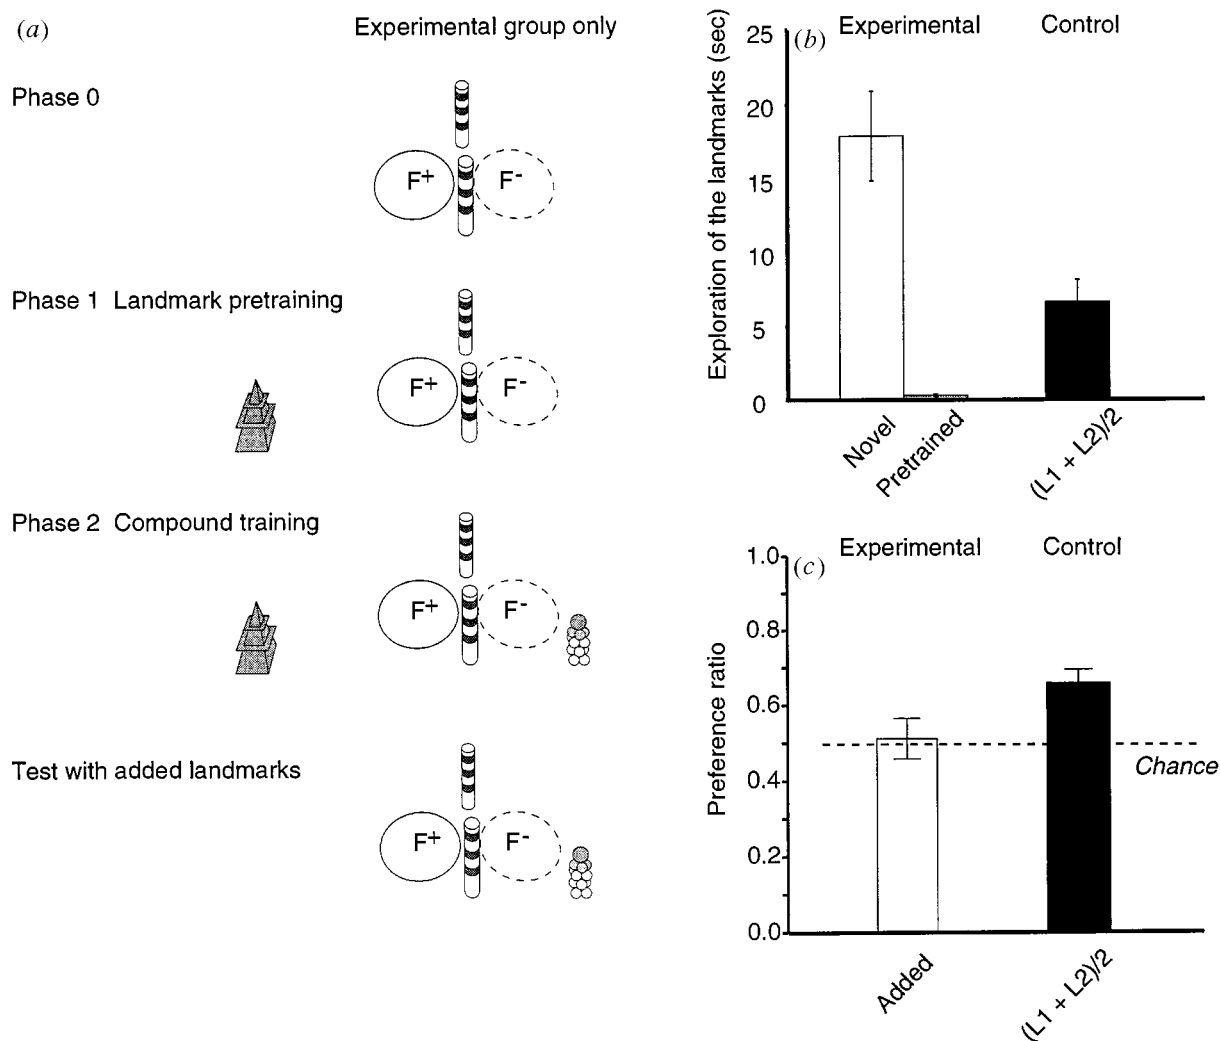 (a)
Experimental group only
Phase 0
F+ F-
Phase 1 Landmark pretraining
F+ F-
Phase 2 Compound training
F+ F-
Test with added landmarks
F+ F-
(b)
Experimental Control
Exploration of the landmarks (sec)
25
20
15
10
5
0
Novel
Pretrained
(L1 + L2)/2
(c)
Experimental Control
Preference ratio
1.0
0.8
0.6
0.4
0.2
0.0
Chance
Added
(L1 + L2)/2